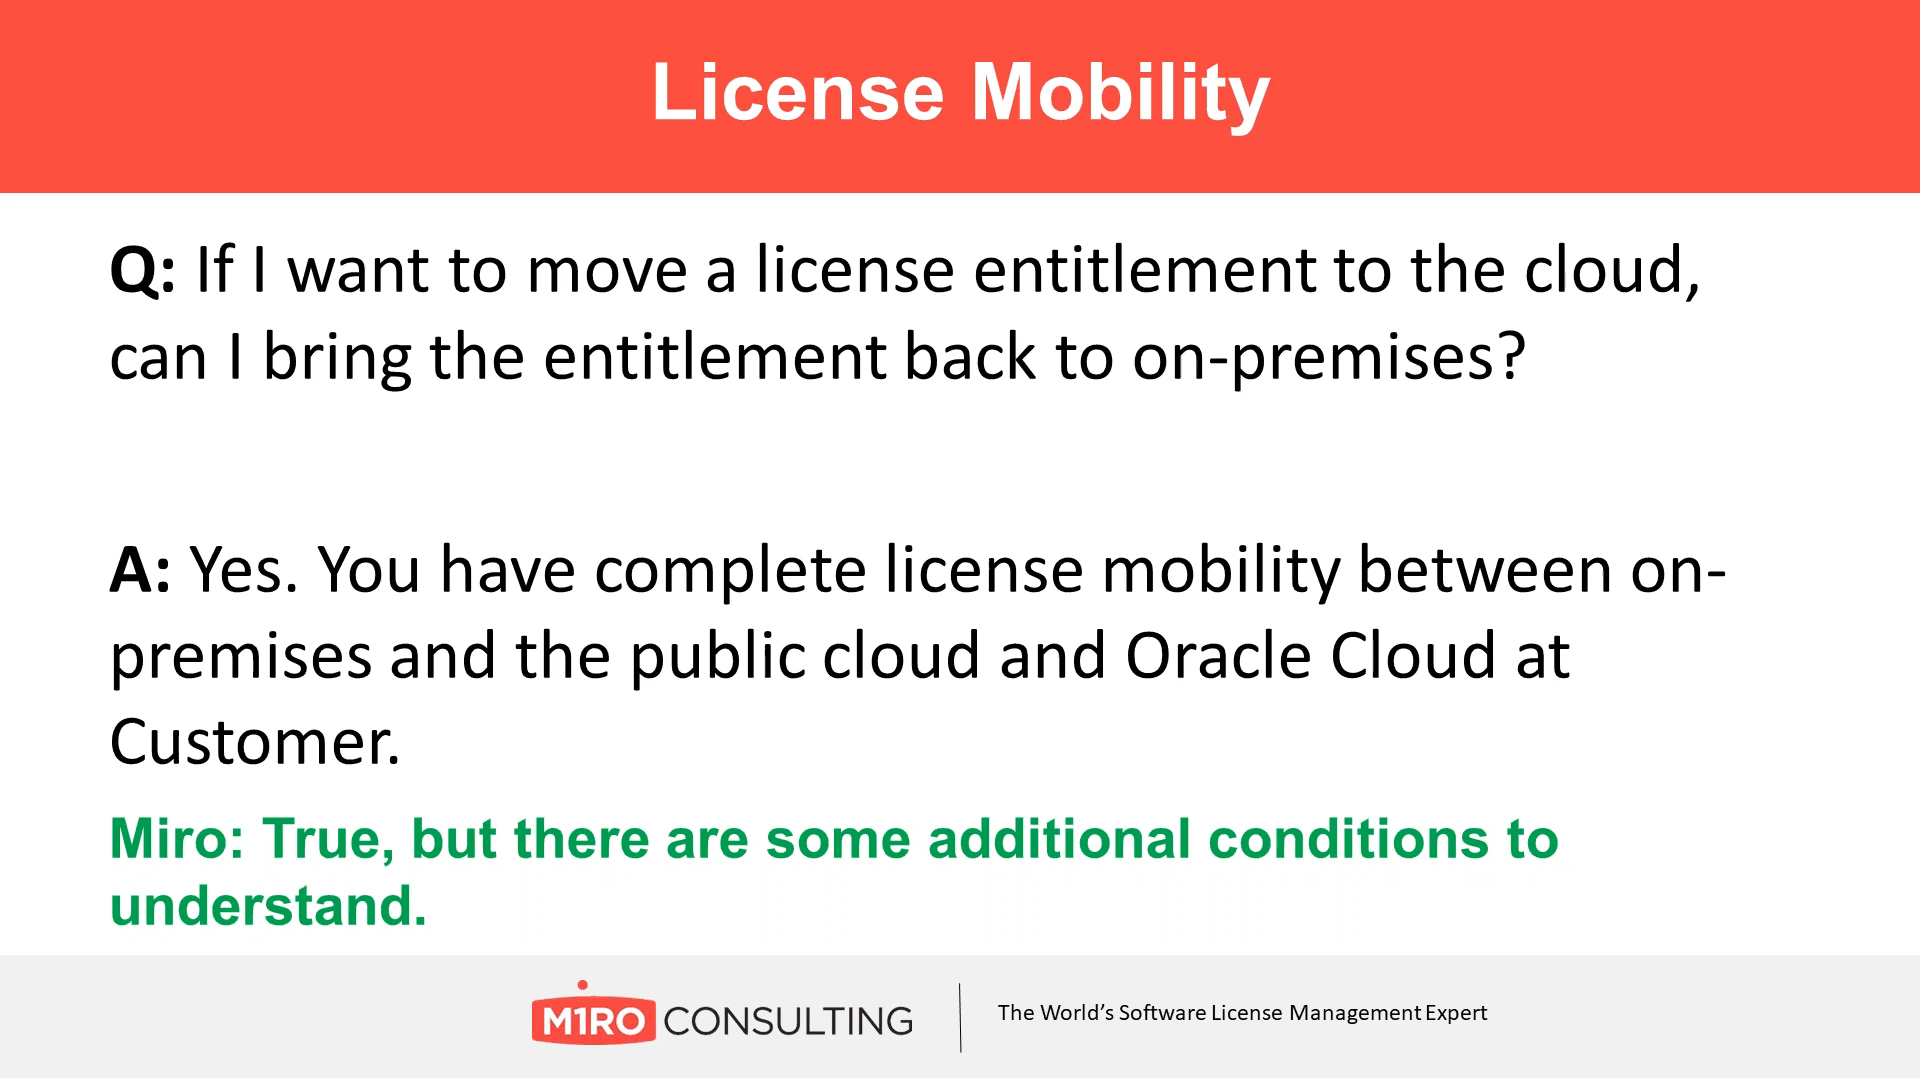 License Mobility
Q: If I want to move a license entitlement to the cloud,
can I bring the entitlement back to on-premises?
A: Yes. You have complete license mobility between on-
premises and the public cloud and Oracle Cloud at
Customer.
Miro: True, but there are some additional conditions to
understand.
M1RO CONSULTING
The World’s Software License Management Expert